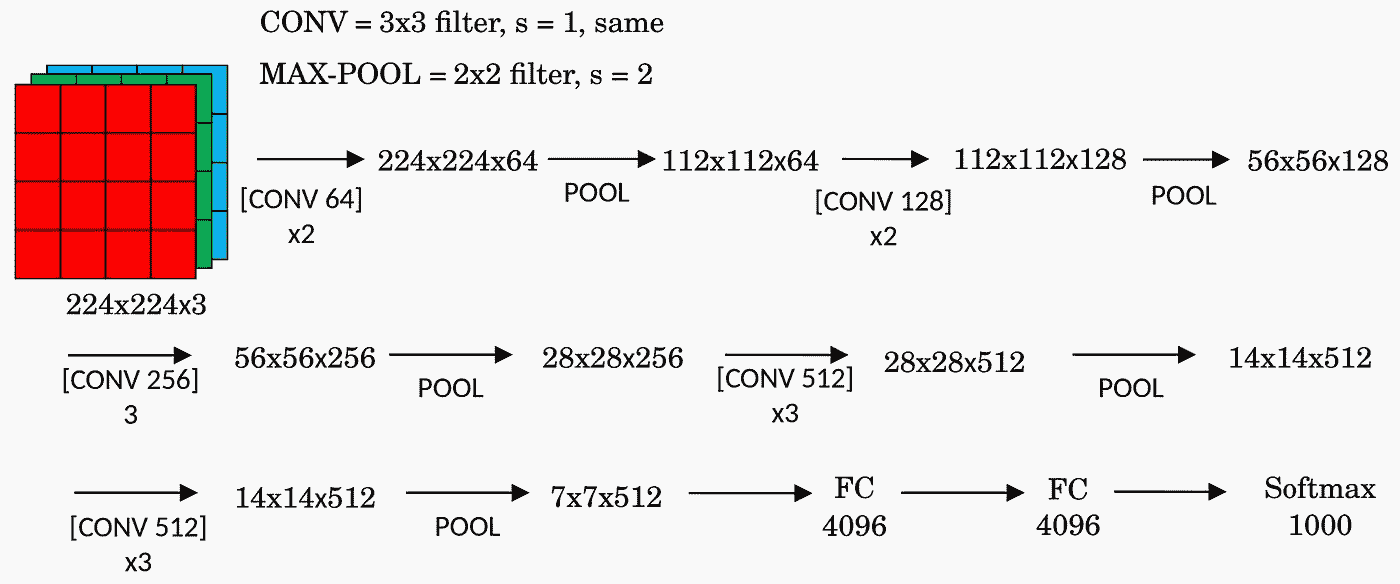 CONV = 3x3 filter, s = 1, same
MAX-POOL = 2x2 filter, s = 2
224x224x3
[CONV 64]
x2
224x224x64
POOL
112x112x64
[CONV 128]
x2
112x112x128
POOL
56x56x128
[CONV 256]
3
56x56x256
POOL
28x28x256
[CONV 512]
x3
28x28x512
POOL
14x14x512
[CONV 512]
x3
14x14x512
POOL
7x7x512
FC
4096
FC
4096
Softmax
1000